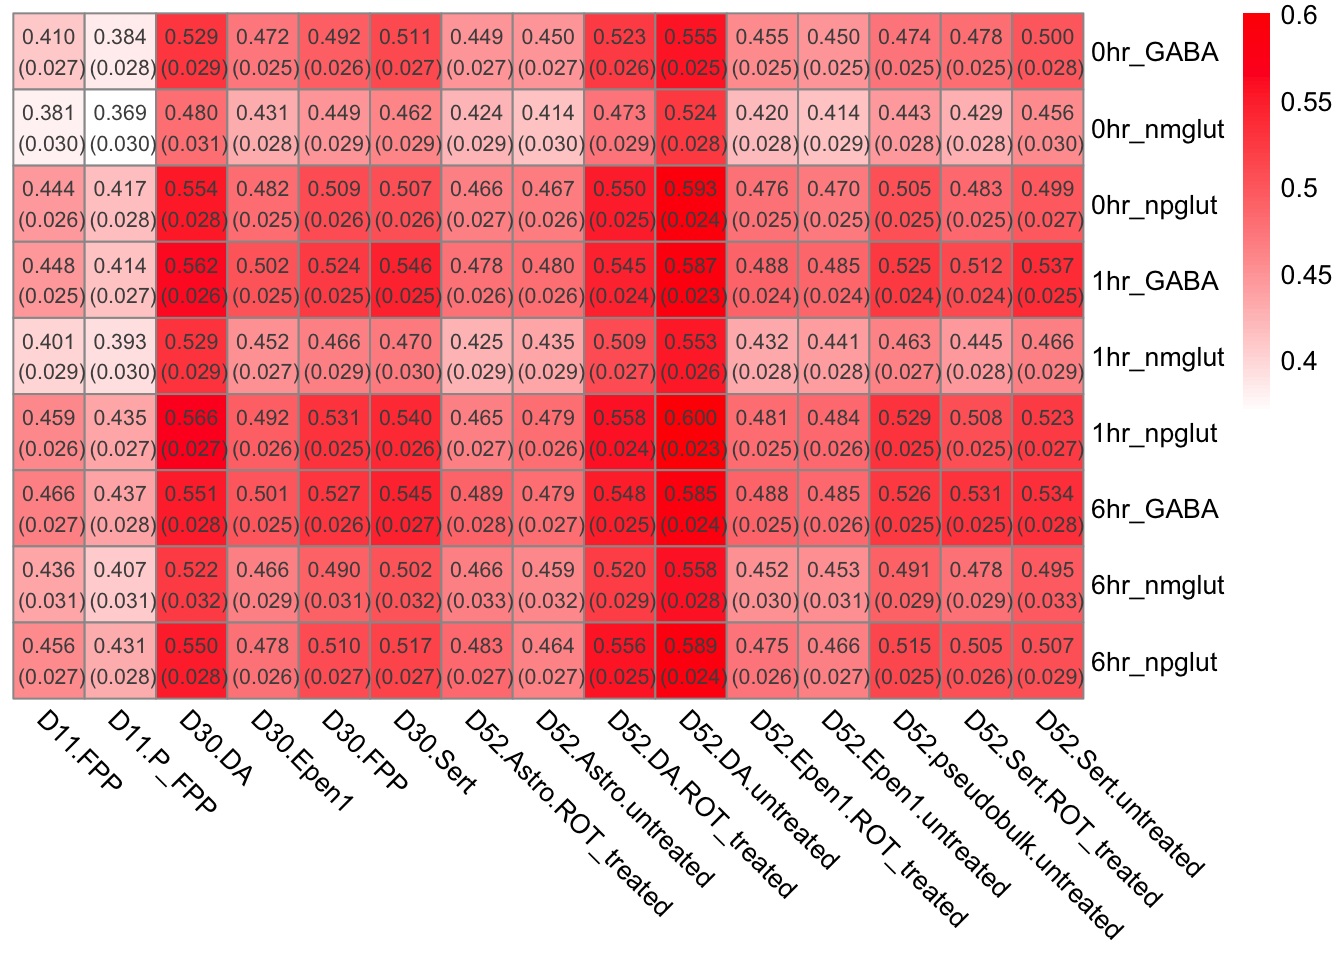 0.410 0.384 0.529 0.472 0.492 0.511 0.449 0.450 0.523 0.555 0.455 0.450 0.474 0.478 0.500 0hr_GABA
(0.027) (0.028) (0.029) (0.025) (0.026) (0.027) (0.027) (0.027) (0.026) (0.025) (0.025) (0.025) (0.025) (0.025) (0.028)
0.381 0.369 0.480 0.431 0.449 0.462 0.424 0.414 0.473 0.524 0.420 0.414 0.443 0.429 0.456 0hr_nmglut
(0.030) (0.030) (0.031) (0.028) (0.029) (0.029) (0.029) (0.030) (0.029) (0.028) (0.028) (0.029) (0.028) (0.028) (0.030)
0.444 0.417 0.554 0.482 0.509 0.507 0.466 0.467 0.550 0.593 0.476 0.470 0.505 0.483 0.499 0hr_npglut
(0.026) (0.028) (0.028) (0.025) (0.026) (0.026) (0.027) (0.026) (0.025) (0.024) (0.025) (0.025) (0.025) (0.025) (0.027)
0.448 0.414 0.562 0.502 0.524 0.546 0.478 0.480 0.545 0.587 0.488 0.485 0.525 0.512 0.537 1hr_GABA
(0.025) (0.027) (0.026) (0.025) (0.025) (0.025) (0.026) (0.026) (0.024) (0.023) (0.024) (0.024) (0.024) (0.024) (0.025)
0.401 0.393 0.529 0.452 0.466 0.470 0.425 0.435 0.509 0.553 0.432 0.441 0.463 0.445 0.466 1hr_nmglut
(0.029) (0.030) (0.029) (0.027) (0.029) (0.030) (0.029) (0.029) (0.027) (0.026) (0.028) (0.028) (0.027) (0.028) (0.029)
0.459 0.435 0.566 0.492 0.531 0.540 0.465 0.479 0.558 0.600 0.481 0.484 0.529 0.508 0.523 1hr_npglut
(0.026) (0.027) (0.027) (0.026) (0.025) (0.026) (0.027) (0.026) (0.024) (0.023) (0.025) (0.026) (0.025) (0.025) (0.027)
0.466 0.437 0.551 0.501 0.527 0.545 0.489 0.479 0.548 0.585 0.488 0.485 0.526 0.531 0.534 6hr_GABA
(0.027) (0.028) (0.028) (0.025) (0.026) (0.027) (0.028) (0.027) (0.025) (0.024) (0.025) (0.026) (0.025) (0.025) (0.028)
0.436 0.407 0.522 0.466 0.490 0.502 0.466 0.459 0.520 0.558 0.452 0.453 0.491 0.478 0.495 6hr_nmglut
(0.031) (0.031) (0.032) (0.029) (0.031) (0.032) (0.033) (0.032) (0.029) (0.028) (0.030) (0.031) (0.029) (0.029) (0.033)
0.456 0.431 0.550 0.478 0.510 0.517 0.483 0.464 0.556 0.589 0.475 0.466 0.515 0.505 0.507 6hr_npglut
(0.027) (0.028) (0.028) (0.026) (0.027) (0.027) (0.027) (0.027) (0.025) (0.024) (0.026) (0.027) (0.025) (0.026) (0.029)
D11.FPP
D11.P_FPP
D30.DA
D30.Epen1
D30.FPP
D30.Sert
D52.Astro.ROT_treated
D52.Astro.untreated
D52.DA.ROT_treated
D52.DA.untreated
D52.Epen1.ROT_treated
D52.Epen1.untreated
D52.pseudobulk.untreated
D52.Sert.ROT_treated
D52.Sert.untreated
0.6
0.55
0.5
0.45
0.4